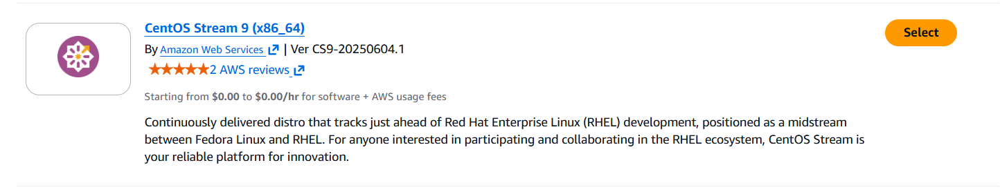 CentOS Stream 9 (x86_64)
Select
By Amazon Web Services | Ver CS9-20250604.1
2 AWS reviews
Starting from $0.00 to $0.00/hr for software + AWS usage fees
Continuously delivered distro that tracks just ahead of Red Hat Enterprise Linux (RHEL) development, positioned as a midstream
between Fedora Linux and RHEL. For anyone interested in participating and collaborating in the RHEL ecosystem, CentOS Stream is
your reliable platform for innovation.